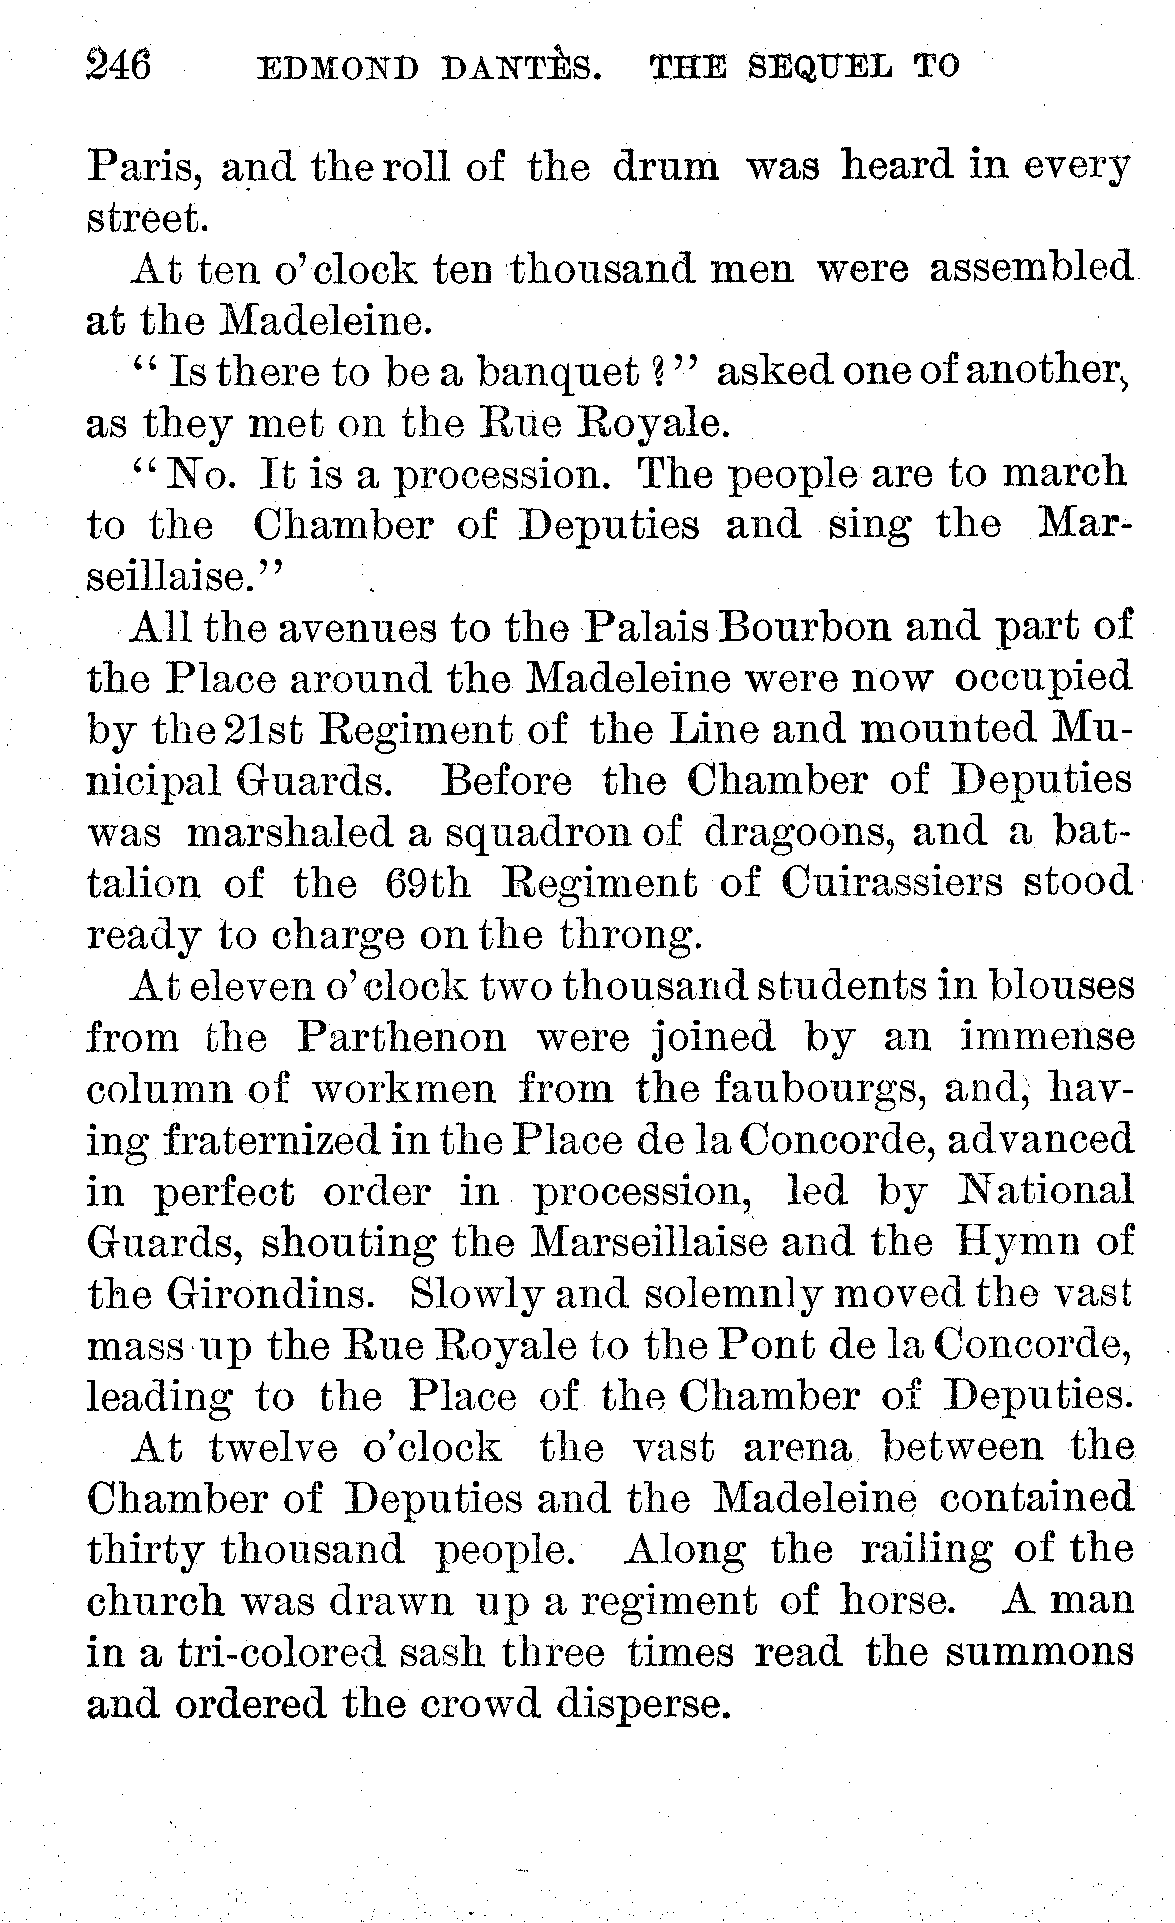 246 EDMOND DANTÈS. THE SEQUEL TO
Paris, and the roll of the drum was heard in every
street.
At ten o'clock ten thousand men were assembled
at the Madeleine.
"Is there to be a banquet?" asked one of another,
as they met on the Rue Royale.
"No. It is a procession. The people are to march
to the Chamber of Deputies and sing the Mar-
seillaise."
All the avenues to the Palais Bourbon and part of
the Place around the Madeleine were now occupied
by the 21st Regiment of the Line and mounted Mu-
nicipal Guards. Before the Chamber of Deputies
was marshaled a squadron of dragoons, and a bat-
talion of the 69th Regiment of Cuirassiers stood
ready to charge on the throng.
At eleven o'clock two thousand students in blouses
from the Parthenon were joined by an immense
column of workmen from the faubourgs, and, hav-
ing fraternized in the Place de la Concorde, advanced
in perfect order in procession, led by National
Guards, shouting the Marseillaise and the Hymn of
the Girondins. Slowly and solemnly moved the vast
mass up the Rue Royale to the Pont de la Concorde,
leading to the Place of the Chamber of Deputies.
At twelve o'clock the vast arena between the
Chamber of Deputies and the Madeleine contained
thirty thousand people. Along the railing of the
church was drawn up a regiment of horse. A man
in a tri-colored sash three times read the summons
and ordered the crowd disperse.